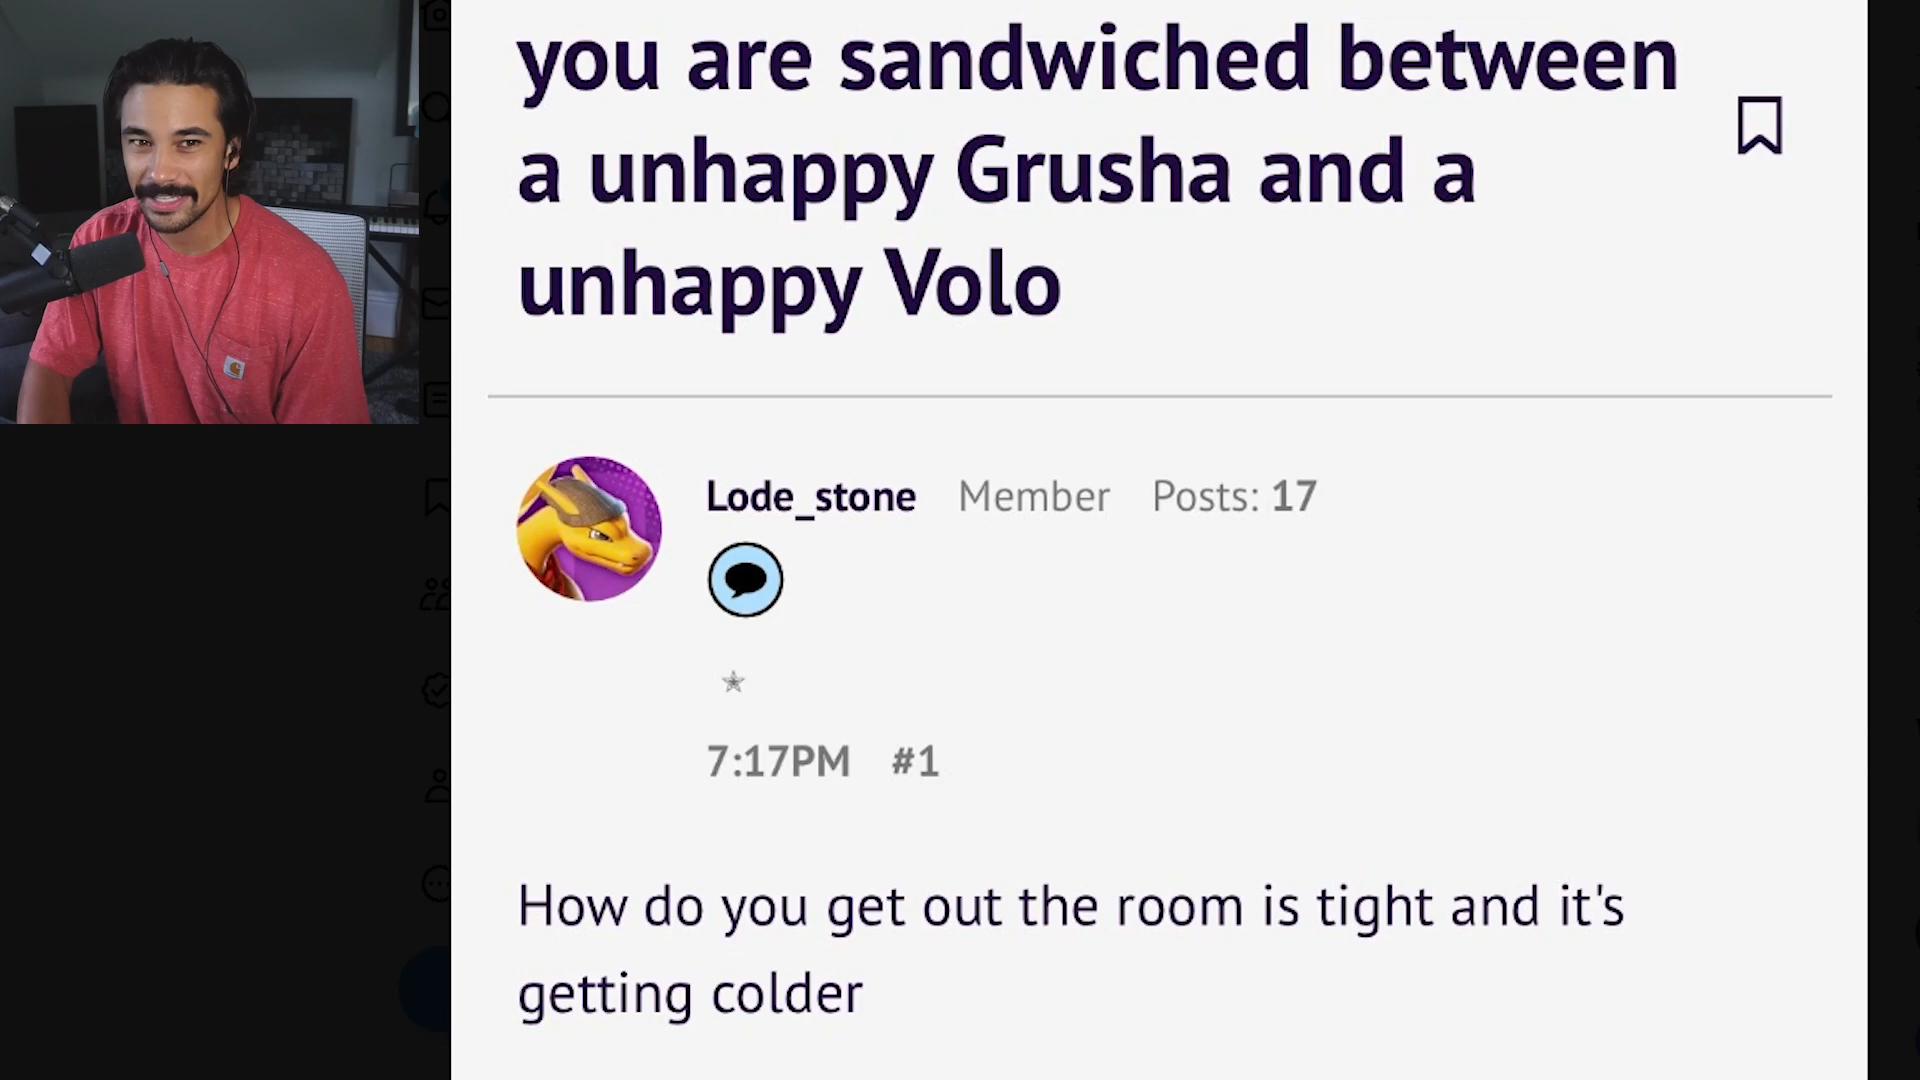 you are sandwiched between
a unhappy Grusha and a
unhappy Volo
Lode_stone Member Posts: 17
7:17PM #1
How do you get out the room is tight and it's
getting colder